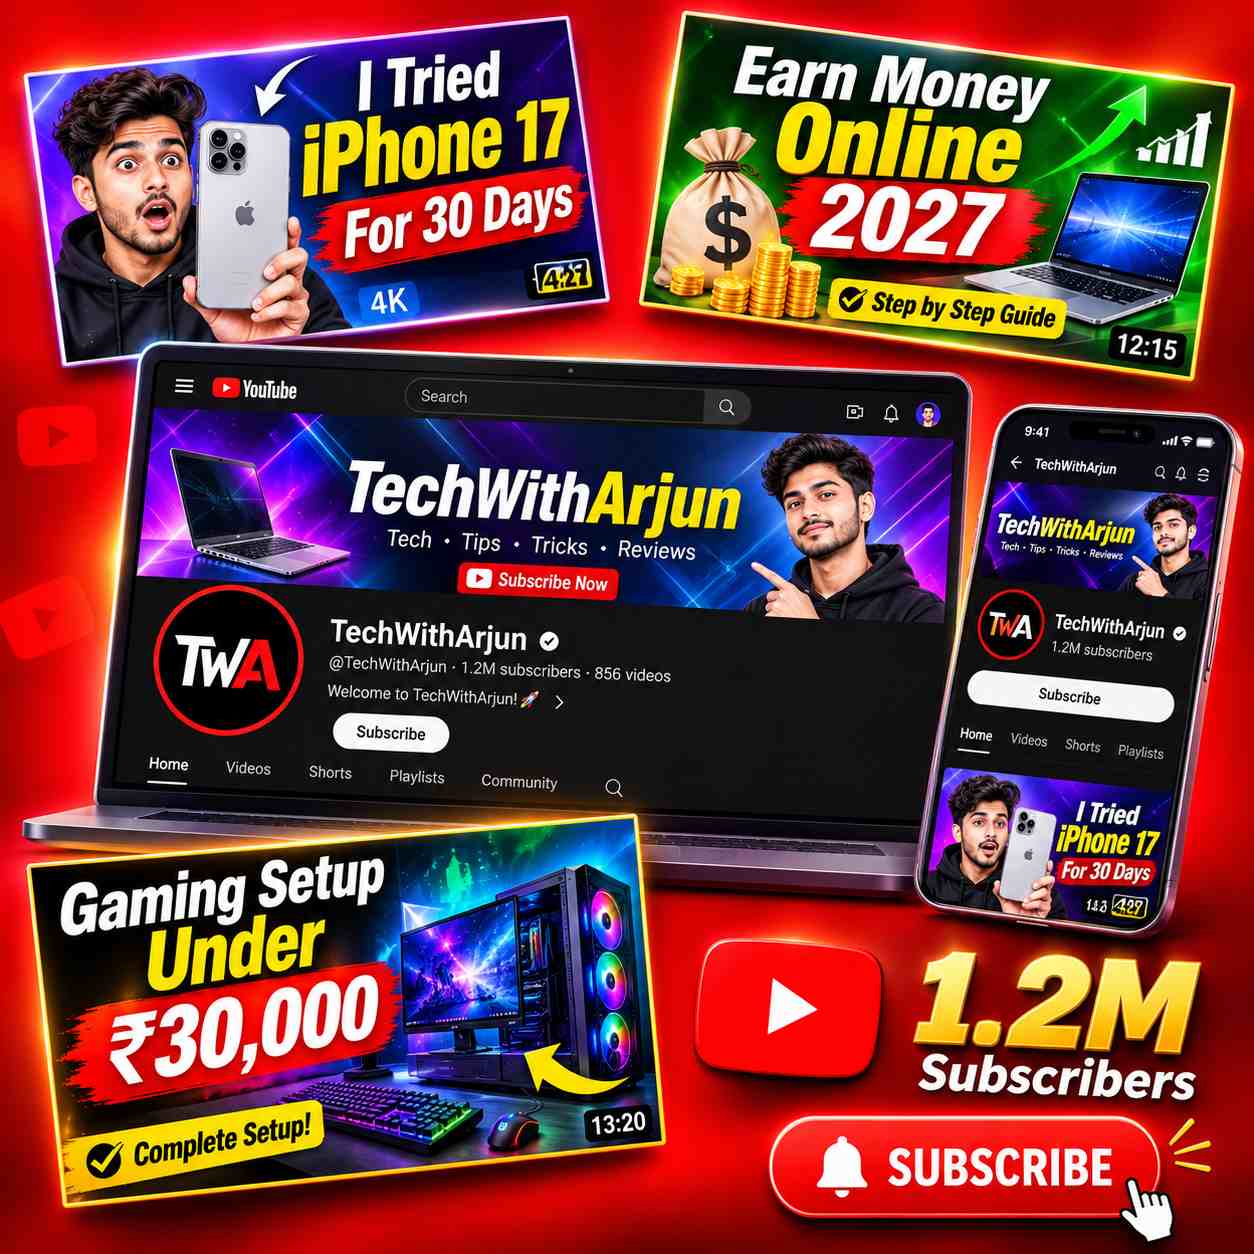 I Tried
iPhone 17
For 30 Days
4K
4:27
Earn Money
Online
2027
$
Step by Step Guide
12:15
YouTube
Search
TechWithArjun
Tech • Tips • Tricks • Reviews
Subscribe Now
TWA
TechWithArjun
@TechWithArjun · 1.2M subscribers · 856 videos
Welcome to TechWithArjun! 🚀 >
Subscribe
Home Videos Shorts Playlists Community
9:41
TechWithArjun
TechWithArjun
Tech • Tips • Tricks • Reviews
TWA
TechWithArjun
1.2M subscribers
Subscribe
Home Videos Shorts Playlists
I Tried
iPhone 17
For 30 Days
Gaming Setup
Under
₹30,000
Complete Setup!
13:20
1.2M
Subscribers
SUBSCRIBE